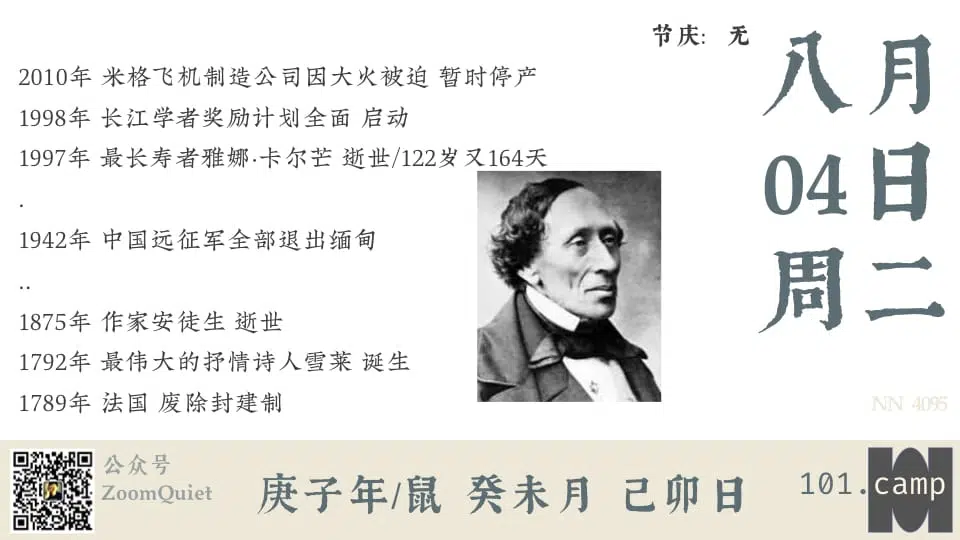 节庆: 无
八月
04日
周二
2010年 米格飞机制造公司因大火被迫 暂时停产
1998年 长江学者奖励计划全面 启动
1997年 最长寿者雅娜·卡尔芒 逝世/122岁又164天
.
1942年 中国远征军全部退出缅甸
..
1875年 作家安徒生 逝世
1792年 最伟大的抒情诗人雪莱 诞生
1789年 法国 废除封建制
NN 4095
公众号
ZoomQuiet
庚子年/鼠 癸未月 己卯日
101.camp